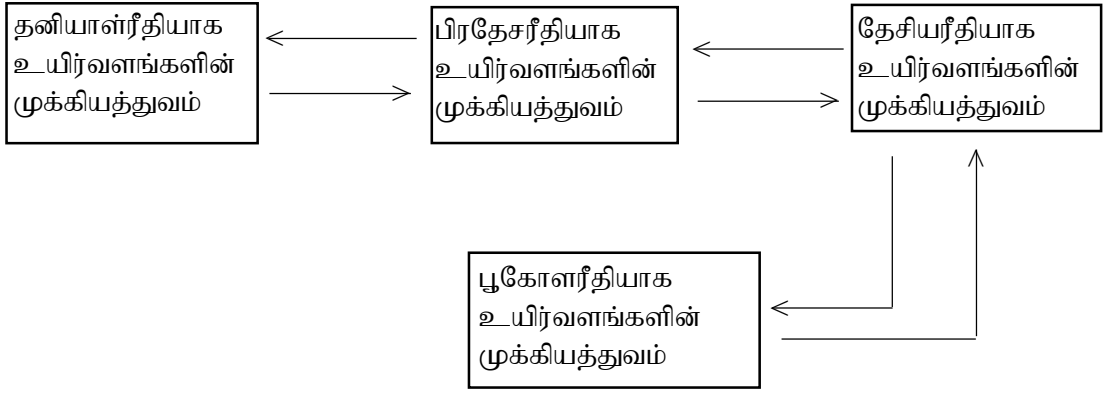 தனியாள்ரீதியாக
உயிர்வளங்களின்
முக்கியத்துவம்
பிரதேசரீதியாக
உயிர்வளங்களின்
முக்கியத்துவம்
தேசியரீதியாக
உயிர்வளங்களின்
முக்கியத்துவம்
பூகோளரீதியாக
உயிர்வளங்களின்
முக்கியத்துவம்